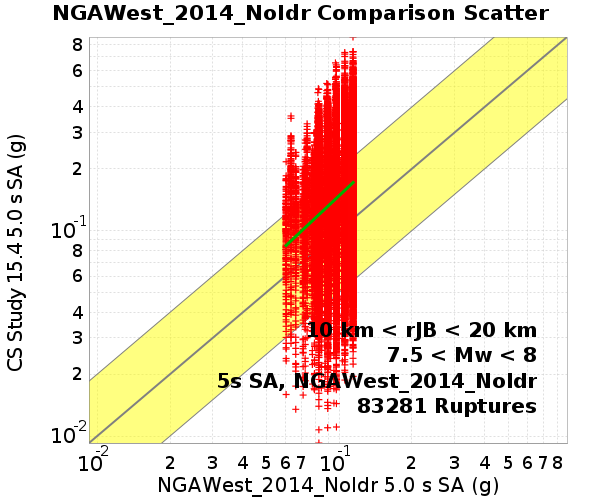 NGAWest_2014_NoIdr Comparison Scatter
8
6
4
3
2
10-1
8
6
4
3
2
10-2
CS Study 15.4 5.0 s SA (g)
10 km < rJB < 20 km
7.5 < Mw < 8
5s SA, NGAWest_2014_NoIdr
83281 Ruptures
10-2 2 3 4 5 6 7 10-1 2 3 4 5 6 7 8
NGAWest_2014_NoIdr 5.0 s SA (g)